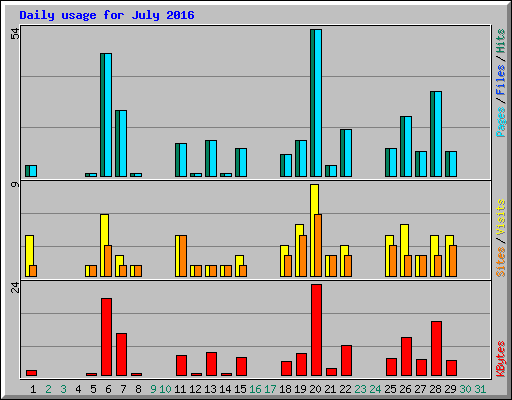 Daily usage for July 2016
54
Pages / Files / Hits
9
Sites / Visits
24
KBytes
1 2 3 4 5 6 7 8 9 10 11 12 13 14 15 16 17 18 19 20 21 22 23 24 25 26 27 28 29 30 31